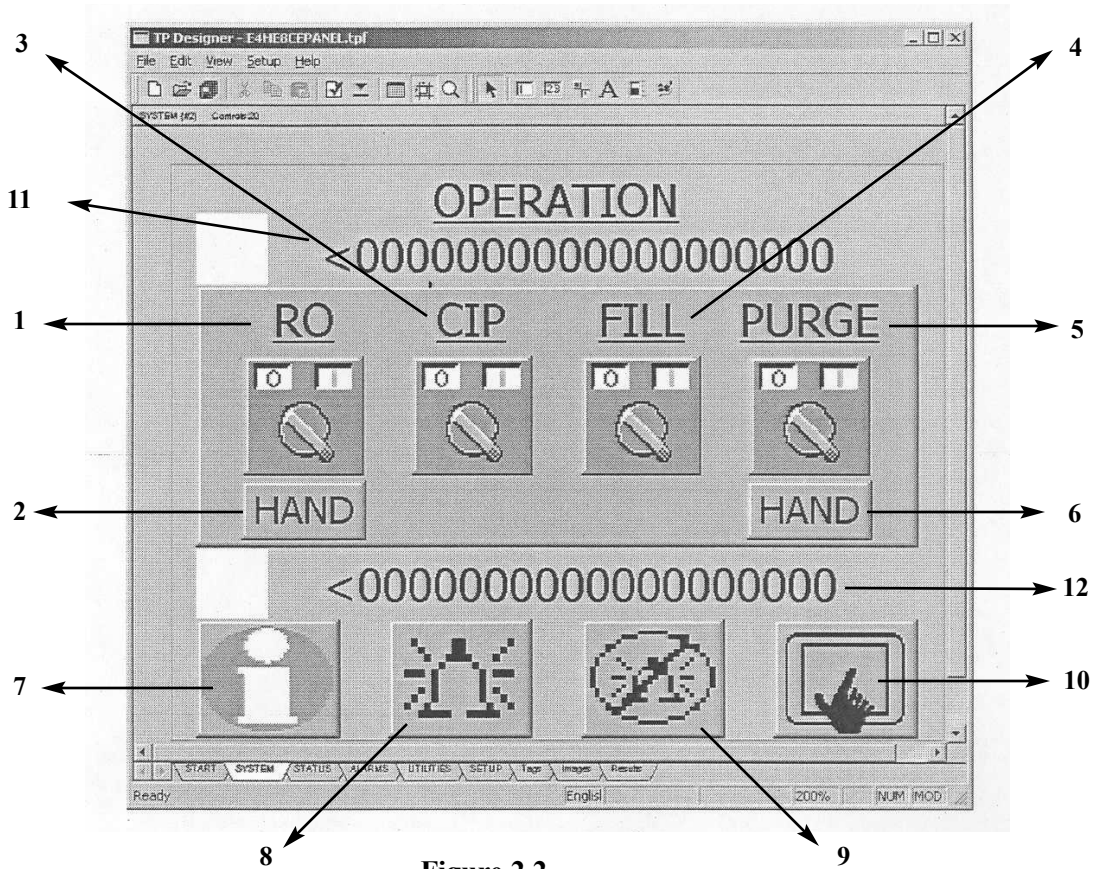 3
4
TP Designer - E4HE8CEPANEL.tpf
File Edit View Setup Help
SYSTEM (#2) Controls:20
OPERATION
11
<0000000000000000000
1
RO CIP FILL PURGE
5
0 I 0 I 0 I 0 I
2
HAND HAND
6
<0000000000000000000
12
7
10
START SYSTEM STATUS ALARMS UTILITIES SETUP Tags Images Results
Ready English 200% NUM MOD
8
9
Figure 2.2